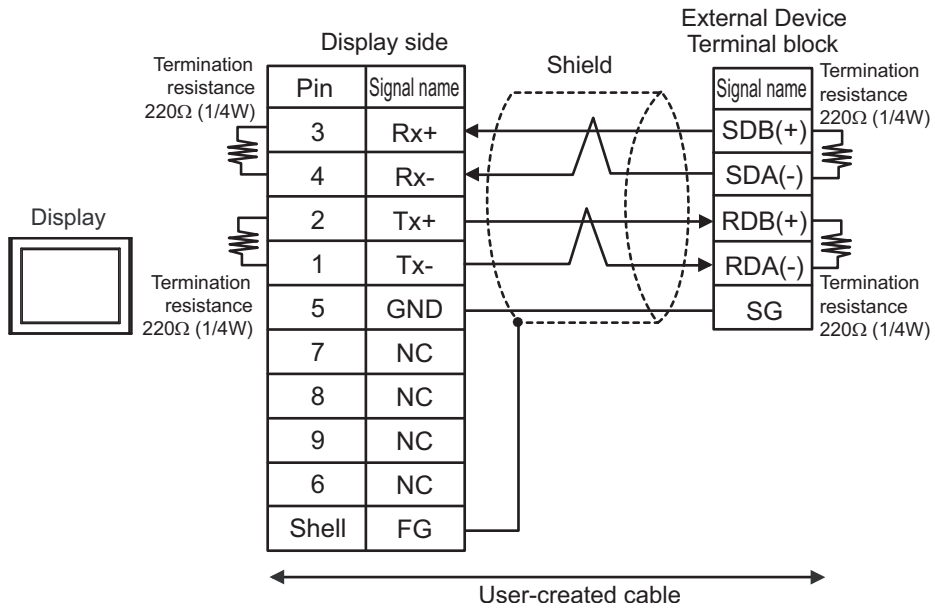 External Device
Terminal block
Display side
Shield
Termination
resistance
220Ω (1/4W)
Termination
resistance
220Ω (1/4W)
Pin Signal name
3 Rx+
4 Rx-
2 Tx+
1 Tx-
5 GND
7 NC
8 NC
9 NC
6 NC
Shell FG
Signal name
SDB(+)
SDA(-)
RDB(+)
RDA(-)
SG
Display
Termination
resistance
220Ω (1/4W)
Termination
resistance
220Ω (1/4W)
User-created cable